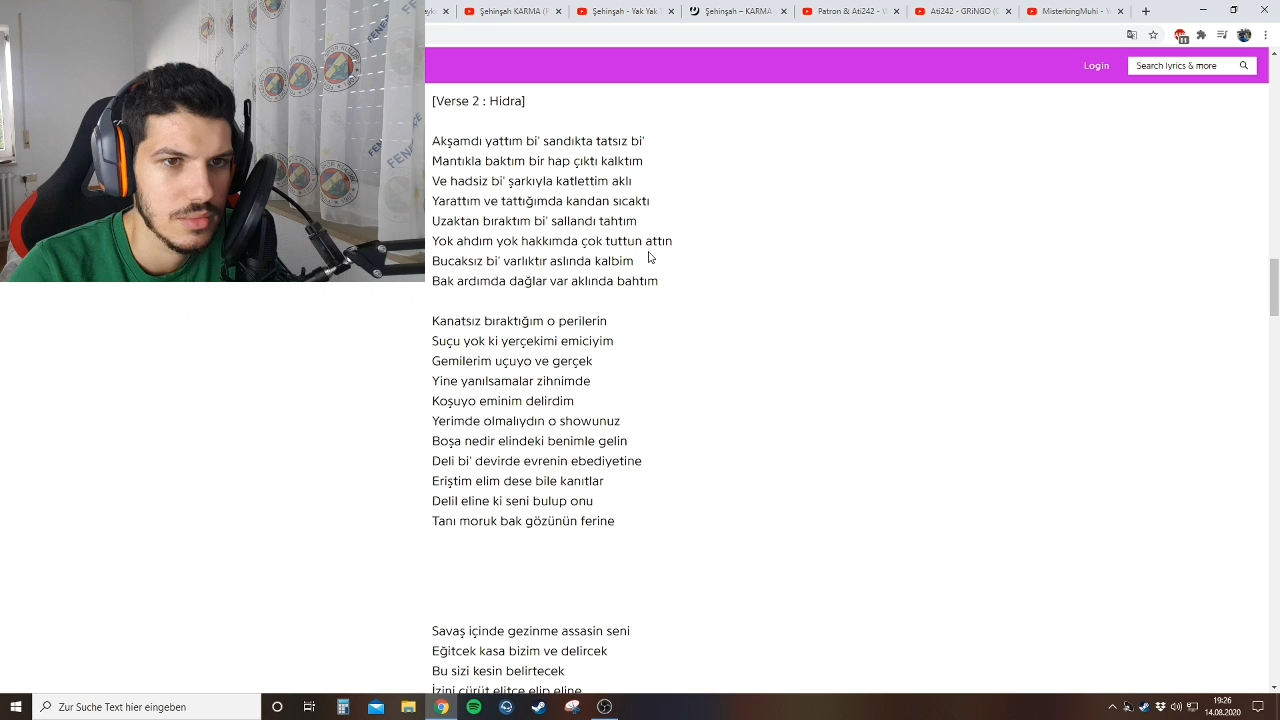 Şehinşah KARMA (F
Şehinşah - Yak Yak
Şehinşah – KARMA
Patron & Ati242 - V
Ati242 - GRiNGO (
MisterkingMuhi - Y
11
Login
Search lyrics & more
[Verse 2 : Hidra]
Akşamdı yattım bi' sandıkta tatsız bi'
Mantıkla baktım bir hap çıktı kalktım
Ve hadsiz bi' şarkıyla katlettim aklı
Yarattım ve tattığımda kandan sıcaktı
Uzaktan bıraktım bi' sallandı tahtım
Yok ahdım yok hakkımda çok tuttun attın
Bucaksız bi' varlıktır aslında kalbim
Bak ardımda dağlar var aklında bahtım
Kanatsız bıraktığım o perilerin
Suçu yok ki yerçekimi emiciyim
Gemilerim uçuyo ve gerçek
Yine yanılsamalar zihnimde
Koşuyo eminim delirdim
Yerimde olmalıydın o showunuz
Boşa nedir elindeki benimle gelin
Deli bi' devirde evrenin ebediyetine
Eriştim elim dese bile kanıtlar
Delil eline ki seni bulup onu
Tanı moruk bak gözünün ferine
Savaş içinde gezinme assasin seni
Eğitcek kasa bizim ve delircek
Bu sizi kesin belirtecek
İzini çürüt elitçe elip eline
Zur Suche Text hier eingeben
19:26
14.08.2020